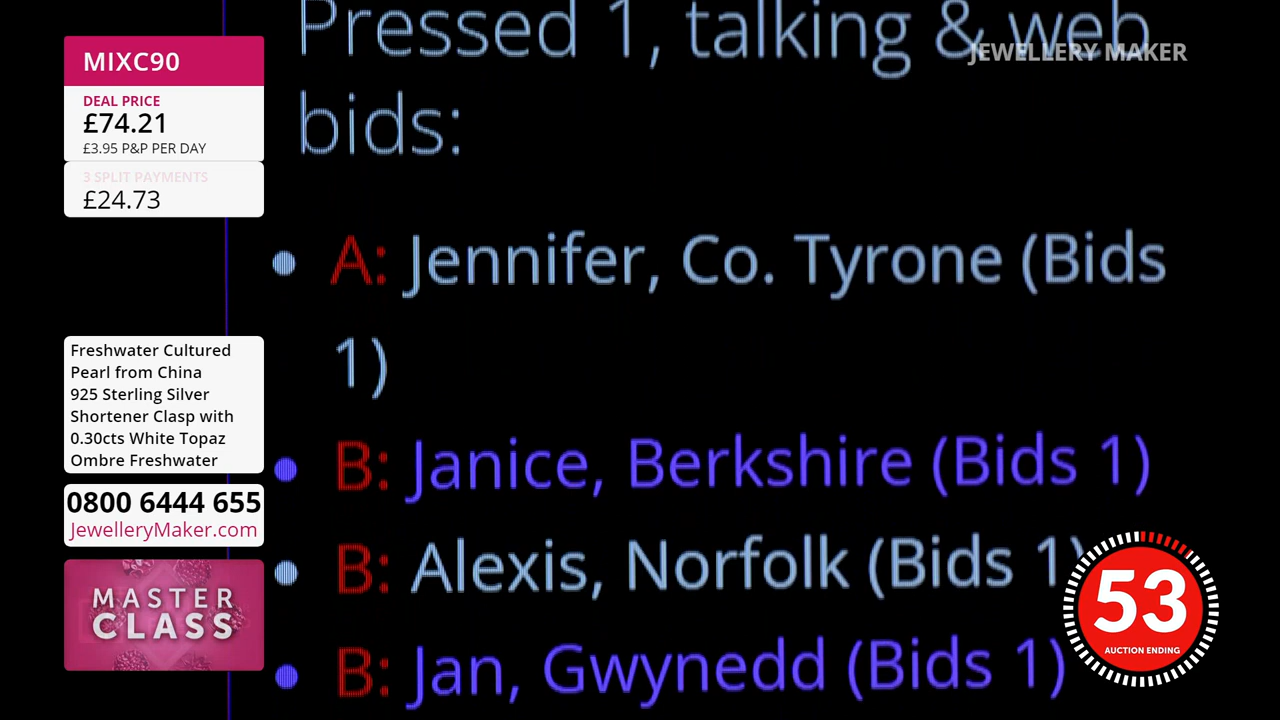 MIXC90
DEAL PRICE
£74.21
£3.95 P&P PER DAY
3 SPLIT PAYMENTS
£24.73
Freshwater Cultured
Pearl from China
925 Sterling Silver
Shortener Clasp with
0.30cts White Topaz
Ombre Freshwater
0800 6444 655
JewelleryMaker.com
MASTER
CLASS
Pressed 1, talking & web
bids:
JEWELLERY MAKER
A: Jennifer, Co. Tyrone (Bids
1)
B: Janice, Berkshire (Bids 1)
B: Alexis, Norfolk (Bids 1)
B: Jan, Gwynedd (Bids 1)
53
AUCTION ENDING